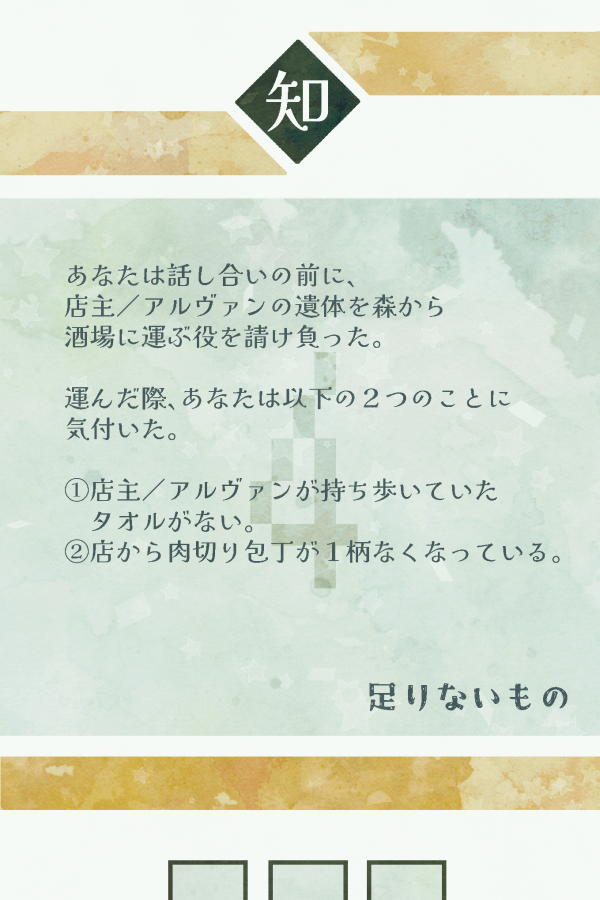 知
あなたは話し合いの前に、
店主／アルヴァンの遺体を森から
酒場に運ぶ役を請け負った。
運んだ際、あなたは以下の２つのことに
気付いた。
①店主／アルヴァンが持ち歩いていた
タオルがない。
②店から肉切り包丁が１柄なくなっている。
足りないもの